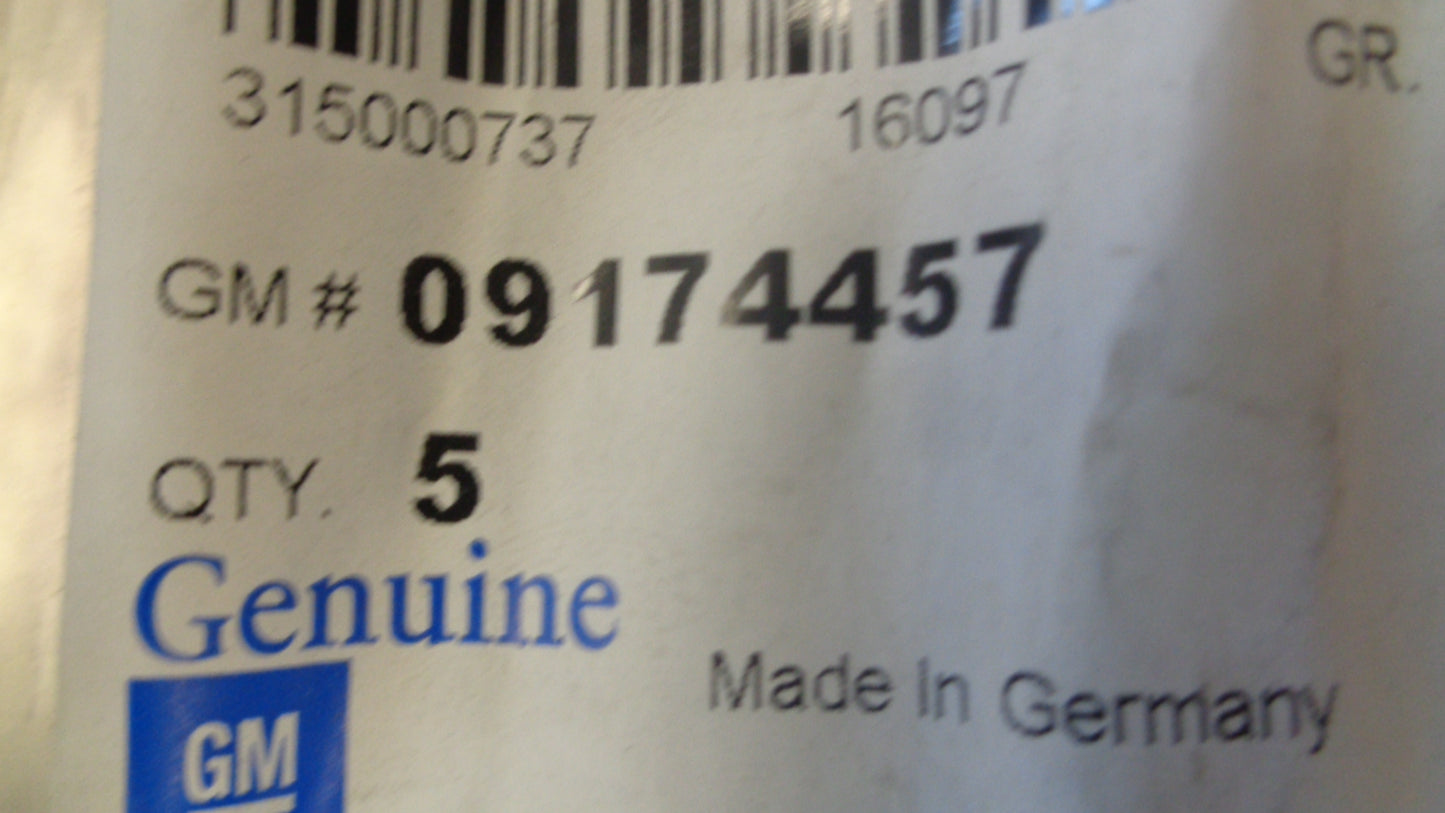 315000737 16097 GR.
GM # 09174457
QTY. 5
Genuine
GM
Made In Germany